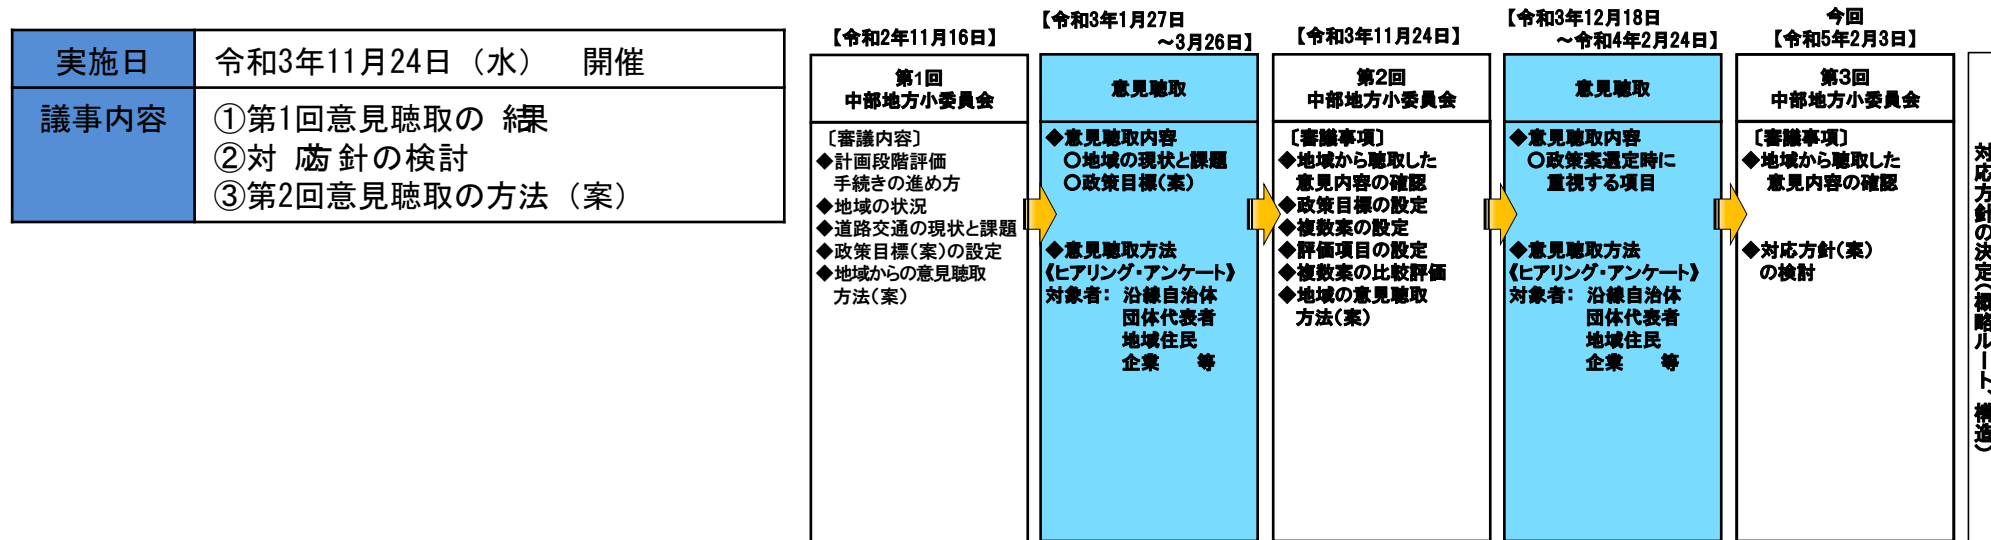 実施日 令和3年11月24日（水） 開催
議事内容 ①第1回意見聴取の 結果
②対 応方針の検討
③第2回意見聴取の方法（案）
【令和2年11月16日】
第1回
中部地方小委員会
〔審議内容〕
◆計画段階評価
手続きの進め方
◆地域の状況
◆道路交通の現状と課題
◆政策目標(案)の設定
◆地域からの意見聴取
方法(案)
【令和3年1月27日
～3月26日】
意見聴取
◆意見聴取内容
○地域の現状と課題
○政策目標(案)
◆意見聴取方法
《ヒアリング・アンケート》
対象者： 沿線自治体
団体代表者
地域住民
企業 等
【令和3年11月24日】
第2回
中部地方小委員会
〔審議事項〕
◆地域から聴取した
意見内容の確認
◆政策目標の設定
◆複数案の設定
◆評価項目の設定
◆複数案の比較評価
◆地域の意見聴取
方法(案)
【令和3年12月18日
～令和4年2月24日】
意見聴取
◆意見聴取内容
○政策案選定時に
重視する項目
◆意見聴取方法
《ヒアリング・アンケート》
対象者： 沿線自治体
団体代表者
地域住民
企業 等
今回
【令和5年2月3日】
第3回
中部地方小委員会
〔審議事項〕
◆地域から聴取した
意見内容の確認
◆対応方針(案)
の検討
対応方針の決定(概略ルート、構造)